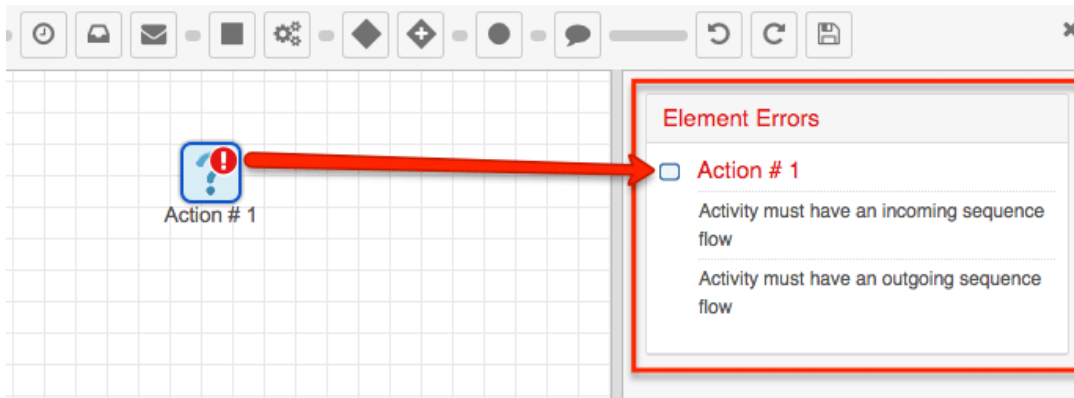 Element Errors
Action # 1
Activity must have an incoming sequence
flow
Activity must have an outgoing sequence
flow
Action # 1